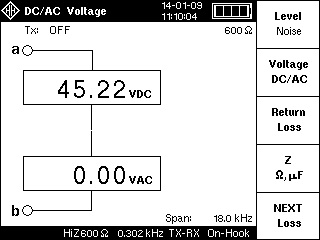 DC/AC Voltage
14-01-09
11:10:04
Tx: OFF
600 Ω
a
45.22 VDC
0.00 VAC
b
Span: 18.0 kHz
HiZ600 Ω 0.302 kHz TX-RX On-Hook
Level
Noise
Voltage
DC/AC
Return
Loss
Z
Ω,µF
NEXT
Loss